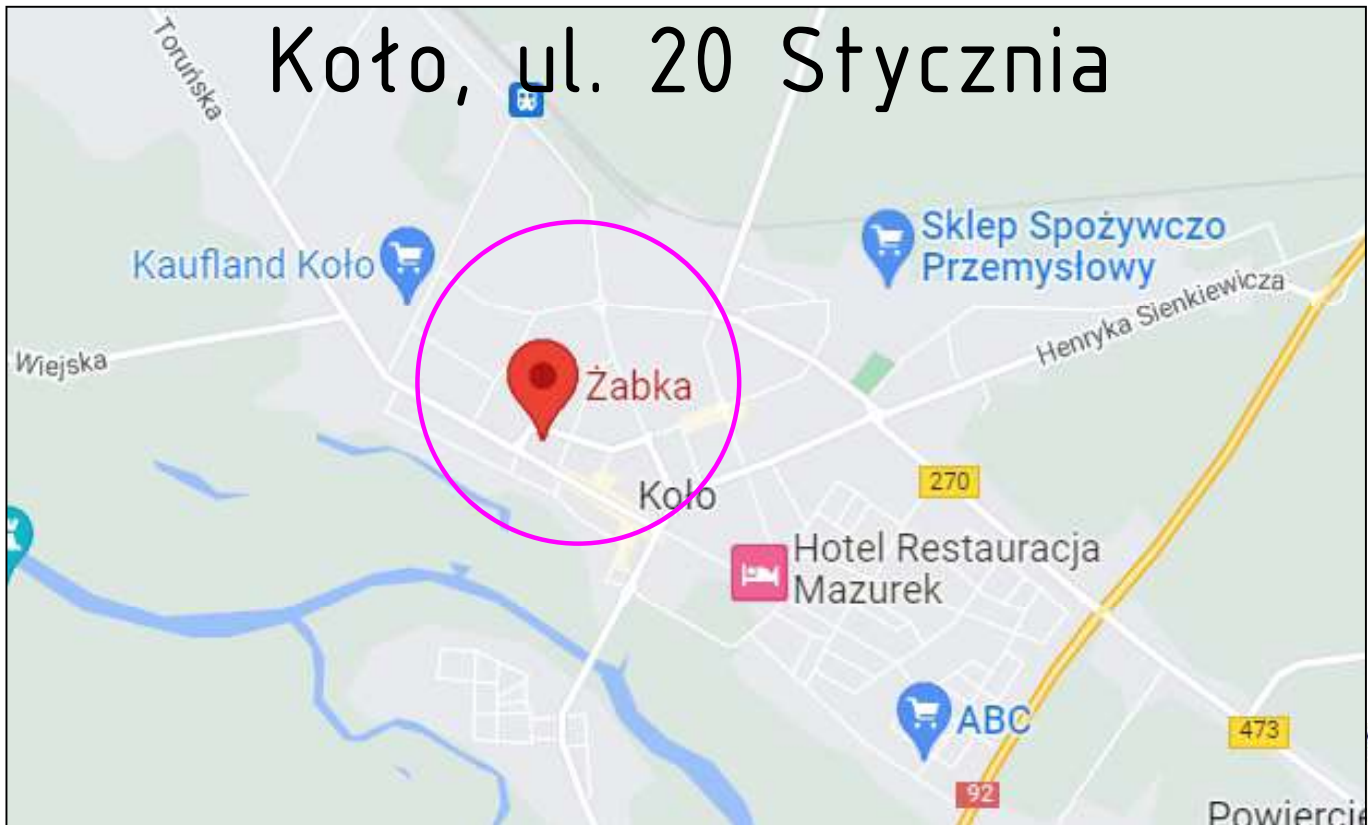 Koło, ul. 20 Stycznia
Toruńska
Sklep Spożywczo
Przemysłowy
Kaufland Koło
Henryka Sienkiewicza
Wiejska
Żabka
270
Koło
Hotel Restauracja
Mazurek
ABC
473
92
Powiercie